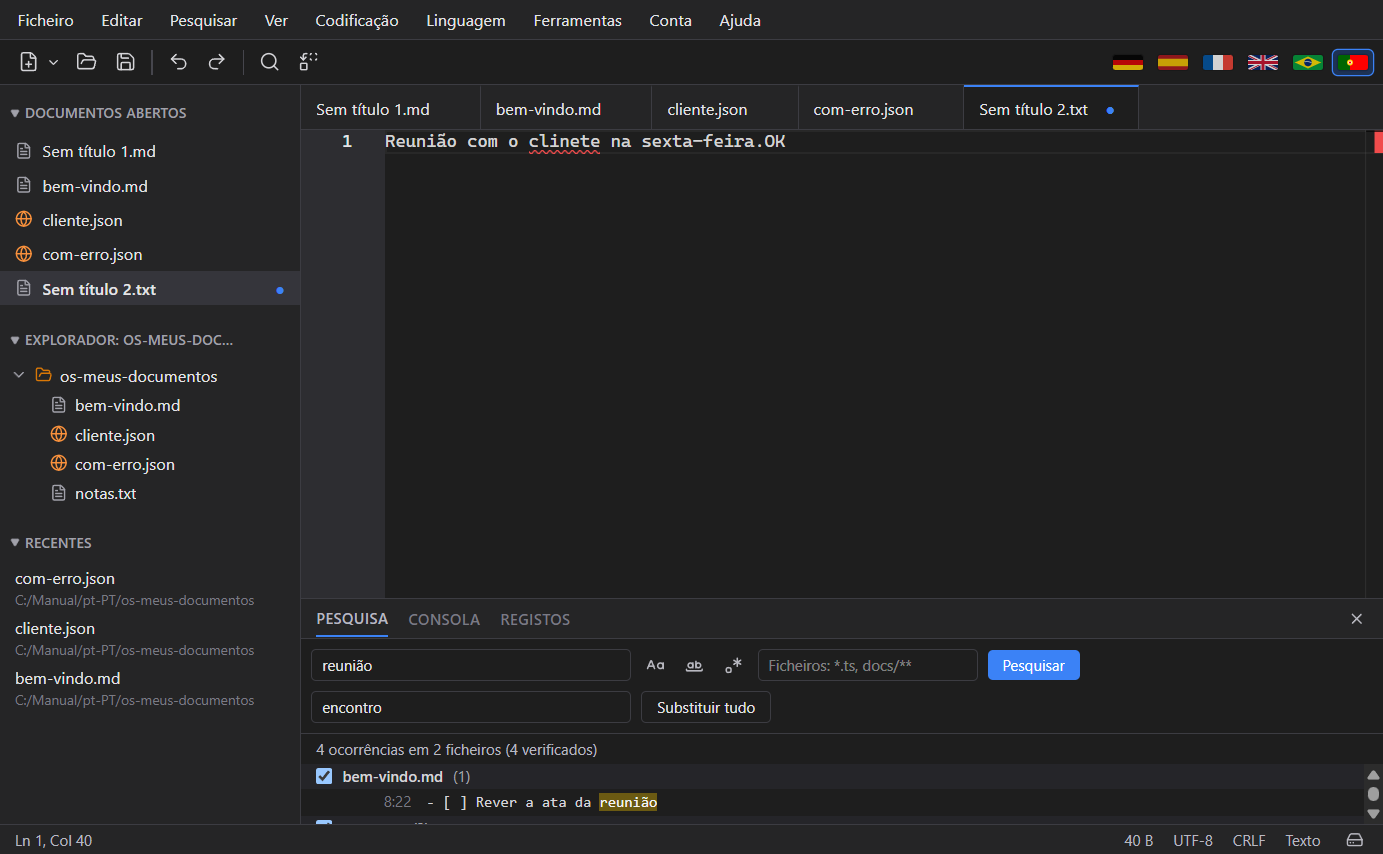 Ficheiro Editar Pesquisar Ver Codificação Linguagem Ferramentas Conta Ajuda
DOCUMENTOS ABERTOS
Sem título 1.md
bem-vindo.md
cliente.json
com-erro.json
Sem título 2.txt
EXPLORADOR: OS-MEUS-DOC...
os-meus-documentos
bem-vindo.md
cliente.json
com-erro.json
notas.txt
RECENTES
com-erro.json
C:/Manual/pt-PT/os-meus-documentos
cliente.json
C:/Manual/pt-PT/os-meus-documentos
bem-vindo.md
C:/Manual/pt-PT/os-meus-documentos
Sem título 1.md bem-vindo.md cliente.json com-erro.json Sem título 2.txt
1 Reunião com o clinete na sexta-feira.OK
PESQUISA CONSOLA REGISTOS
reunião Aa ab .* Ficheiros: *.ts, docs/** Pesquisar
encontro Substituir tudo
4 ocorrências em 2 ficheiros (4 verificados)
bem-vindo.md (1)
8:22 - [ ] Rever a ata da reunião
Ln 1, Col 40 40 B UTF-8 CRLF Texto